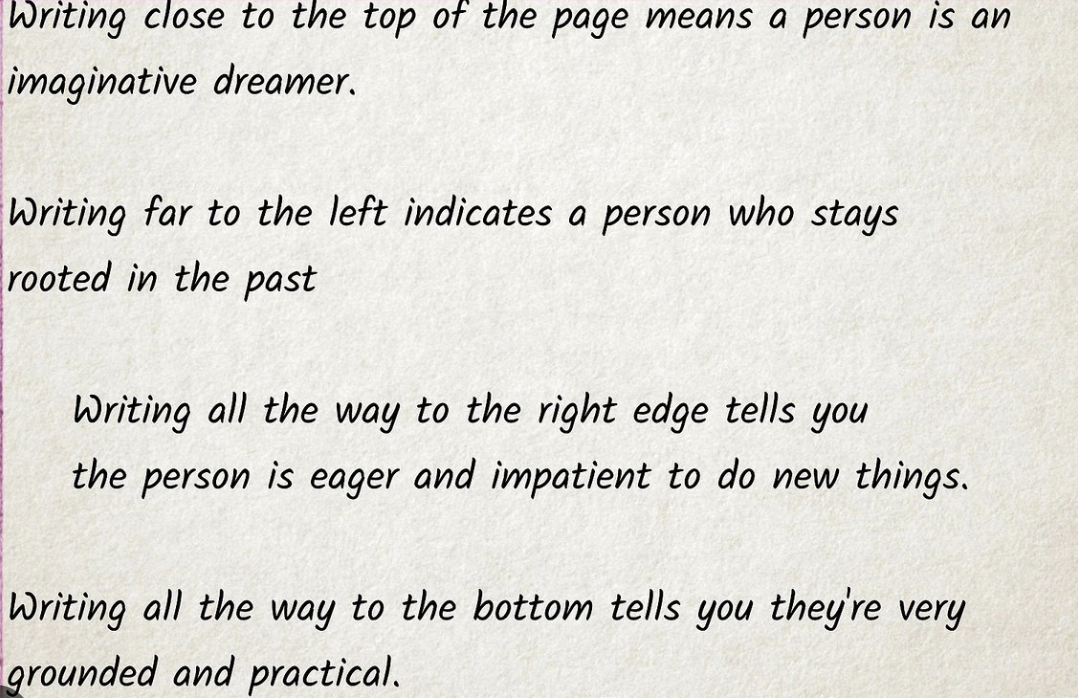 Writing close to the top of the page means a person is an
imaginative dreamer.
Writing far to the left indicates a person who stays
rooted in the past
Writing all the way to the right edge tells you
the person is eager and impatient to do new things.
Writing all the way to the bottom tells you they're very
grounded and practical.